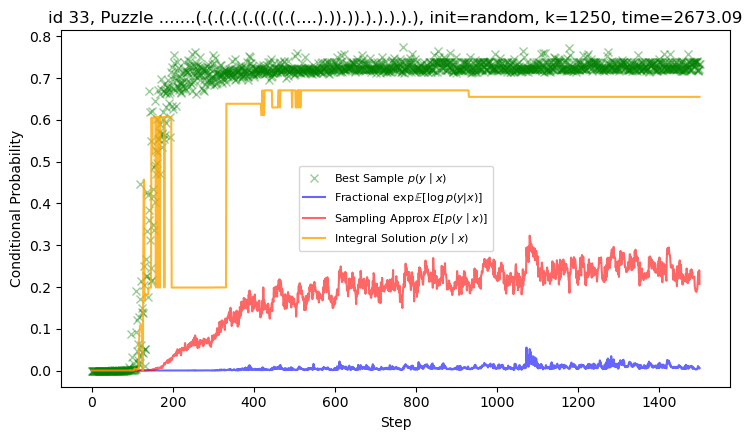 id 33, Puzzle .......(.(.(.(.(.((.((.(....).)).)).).).).).), init=random, k=1250, time=2673.09
0.8
0.7
0.6
0.5
0.4
0.3
0.2
0.1
0.0
Conditional Probability
Best Sample p(y | x)
Fractional exp𝔼[log p(y|x)]
Sampling Approx 𝔼[p(y | x)]
Integral Solution p(y | x)
0 200 400 600 800 1000 1200 1400
Step